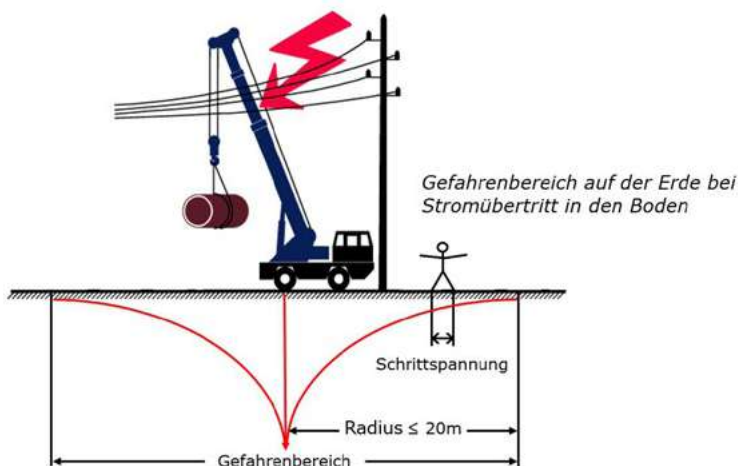 Gefahrenbereich auf der Erde bei
Stromübertritt in den Boden
Schrittspannung
Radius ≤ 20m
Gefahrenbereich